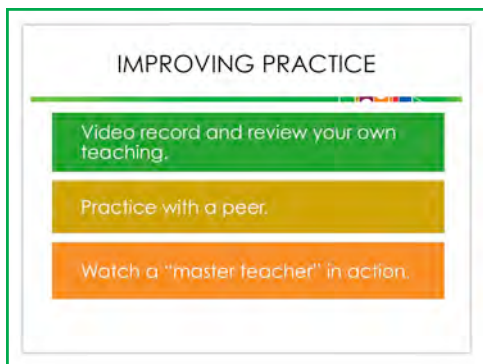 IMPROVING PRACTICE
Video record and review your own
teaching.
Practice with a peer.
Watch a “master teacher” in action.